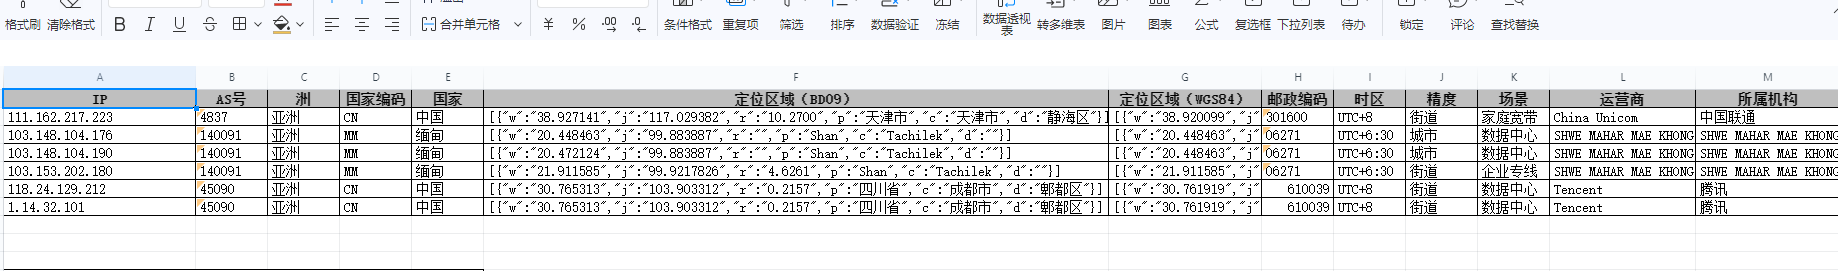 格式刷 清除格式 B I U S 田 A 合并单元格 ¥ % .00 .0 条件格式 重复项 筛选 排序 数据验证 冻结 数据透视表 转多维表 图片 图表 公式 复选框 下拉列表 待办 锁定 评论 查找替换
A B C D E F G H I J K L M
IP AS号 洲 国家编码 国家 定位区域（BD09） 定位区域（WGS84） 邮政编码 时区 精度 场景 运营商 所属机构
111.162.217.223 4837 亚洲 CN 中国 [{"w":"38.927141","j":"117.029382","r":"10.2700","p":"天津市","c":"天津市","d":"静海区"}] [{"w":"38.920099","j" 301600 UTC+8 街道 家庭宽带 China Unicom 中国联通
103.148.104.176 140091 亚洲 MM 缅甸 [{"w":"20.448463","j":"99.883887","r":"","p":"Shan","c":"Tachilek","d":""}] [{"w":"20.448463","j" 06271 UTC+6:30 城市 数据中心 SHWE MAHAR MAE KHONG SHWE MAHAR MAE KHONG
103.148.104.190 140091 亚洲 MM 缅甸 [{"w":"20.472124","j":"99.883887","r":"","p":"Shan","c":"Tachilek","d":""}] [{"w":"20.448463","j" 06271 UTC+6:30 城市 数据中心 SHWE MAHAR MAE KHONG SHWE MAHAR MAE KHONG
103.153.202.180 140091 亚洲 MM 缅甸 [{"w":"21.911585","j":"99.9217826","r":"4.6261","p":"Shan","c":"Tachilek","d":""}] [{"w":"21.911585","j" 06271 UTC+6:30 街道 企业专线 SHWE MAHAR MAE KHONG SHWE MAHAR MAE KHONG
118.24.129.212 45090 亚洲 CN 中国 [{"w":"30.765313","j":"103.903312","r":"0.2157","p":"四川省","c":"成都市","d":"郫都区"}] [{"w":"30.761919","j" 610039 UTC+8 街道 数据中心 Tencent 腾讯
1.14.32.101 45090 亚洲 CN 中国 [{"w":"30.765313","j":"103.903312","r":"0.2157","p":"四川省","c":"成都市","d":"郫都区"}] [{"w":"30.761919","j" 610039 UTC+8 街道 数据中心 Tencent 腾讯